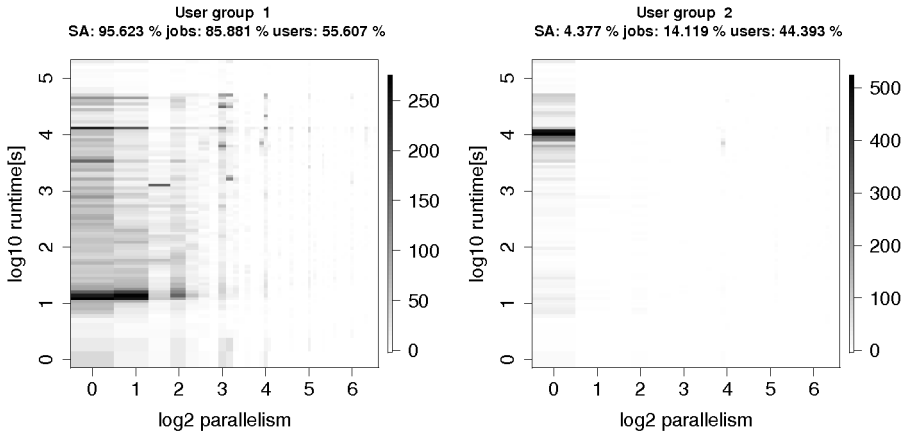 User group 1
SA: 95.623 % jobs: 85.881 % users: 55.607 %
log10 runtime[s]
5
4
3
2
1
0
0 1 2 3 4 5 6
log2 parallelism
250
200
150
100
50
0
User group 2
SA: 4.377 % jobs: 14.119 % users: 44.393 %
log10 runtime[s]
5
4
3
2
1
0
0 1 2 3 4 5 6
log2 parallelism
500
400
300
200
100
0